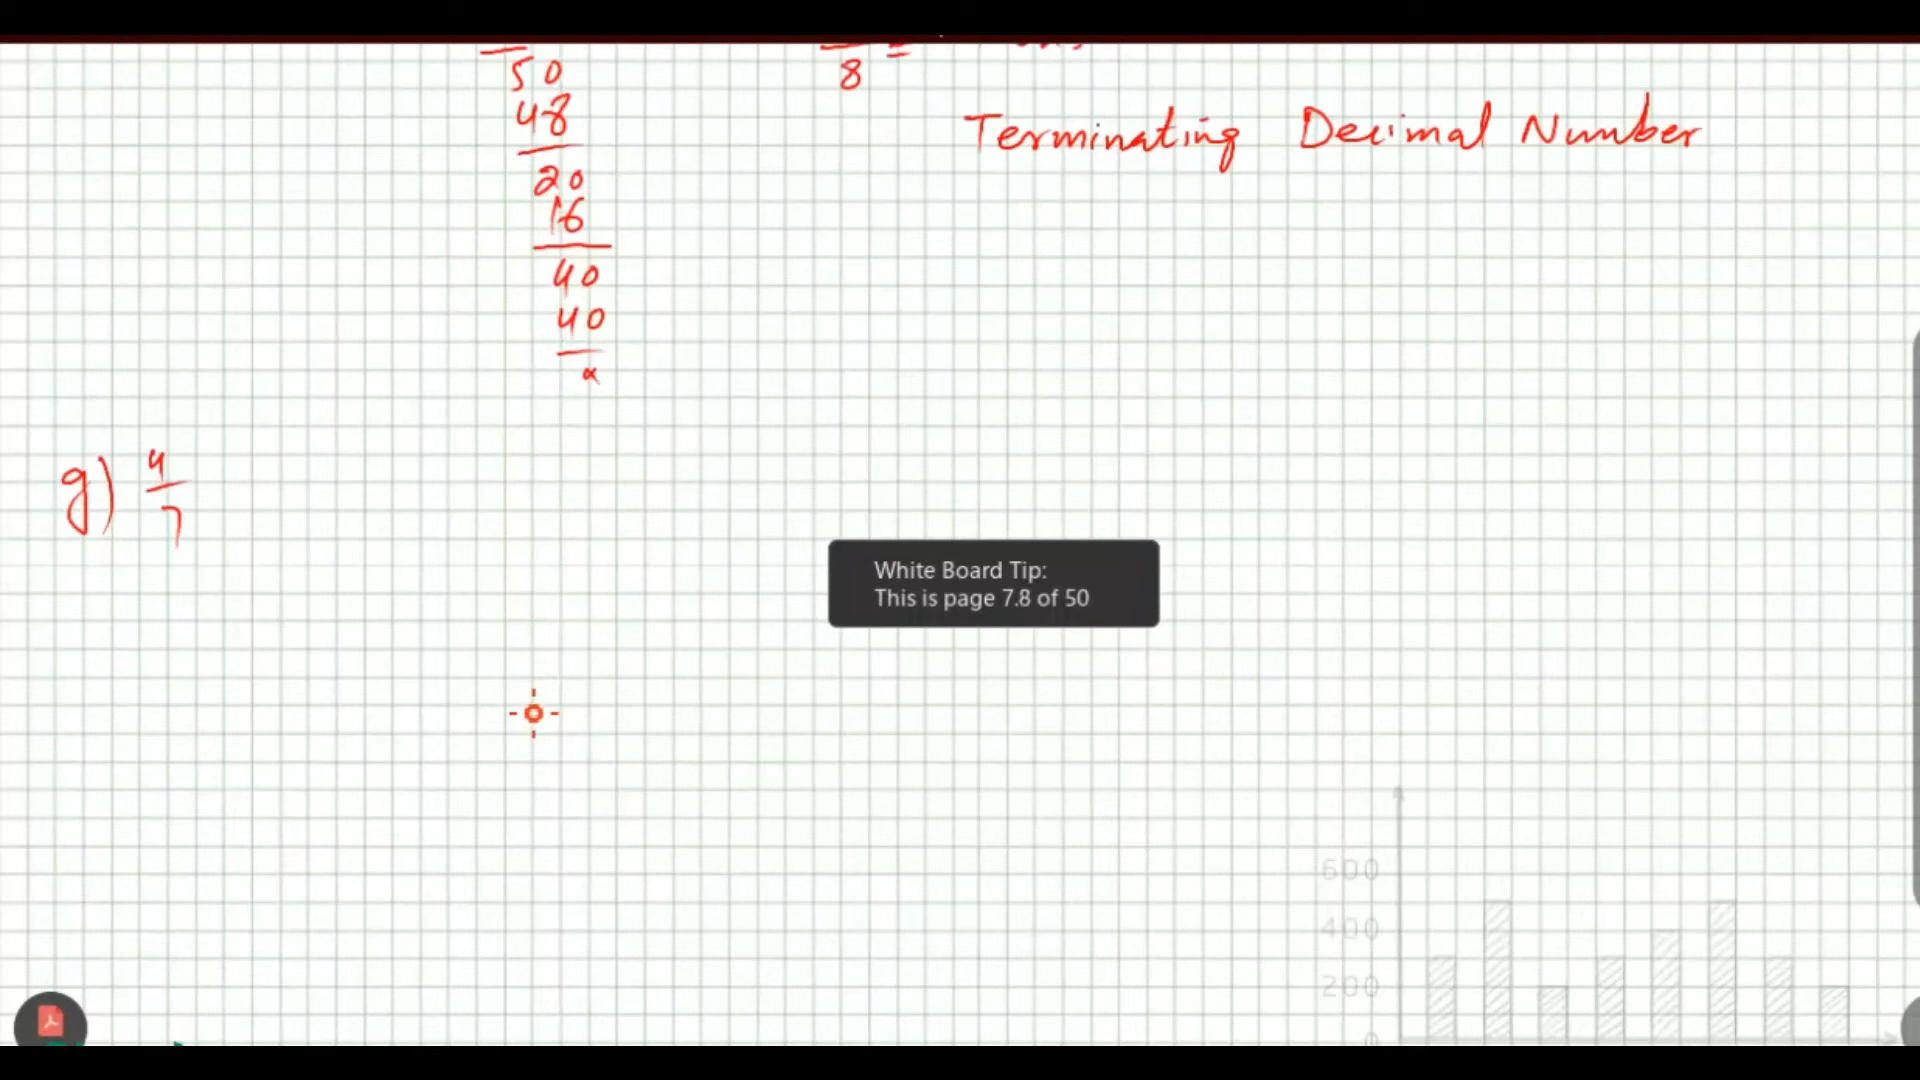 50
8
48
Terminating Decimal Number
20
16
40
40
x
g) 4
7
White Board Tip:
This is page 7.8 of 50
600
400
200
0